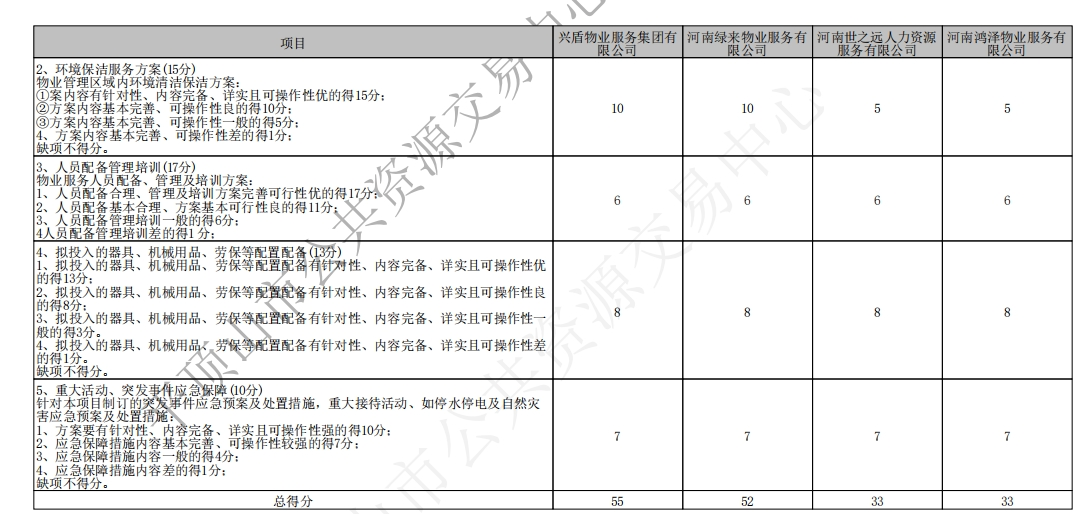 项目
兴盾物业服务集团有限公司
河南绿来物业服务有限公司
河南世之远人力资源服务有限公司
河南鸿泽物业服务有限公司
2、环境保洁服务方案(15分)
物业管理区域内环境清洁保洁方案:
①案内容有针对性、内容完备、详实且可操作性优的得15分;
②方案内容基本完善、可操作性良的得10分;
③方案内容基本完善、可操作性一般的得5分;
4、方案内容基本完善、可操作性差的得1分;
缺项不得分。
10
10
5
5
3、人员配备管理培训(17分)
物业服务人员配备、管理及培训方案:
1、人员配备合理、管理及培训方案完善可行性优的得17分;
2、人员配备基本合理、方案基本可行性良的得11分;
3、人员配备管理培训一般的得6分;
4人员配备管理培训差的得1 分;
6
6
6
6
4、拟投入的器具、机械用品、劳保等配置配备(13分)
1、拟投入的器具、机械用品、劳保等配置配备有针对性、内容完备、详实且可操作性优
的得13分;
2、拟投入的器具、机械用品、劳保等配置配备有针对性、内容完备、详实且可操作性良
的得8分;
3、拟投入的器具、机械用品、劳保等配置配备有针对性、内容完备、详实且可操作性一
般的得3分。
4、拟投入的器具、机械用品、劳保等配置配备有针对性、内容完备、详实且可操作性差
的得1分。
缺项不得分。
8
8
8
8
5、重大活动、突发事件应急保障(10分)
针对本项目制订的突发事件应急预案及处置措施,重大接待活动、如停水停电及自然灾
害应急预案及处置措施:
1、方案要有针对性、内容完备、详实且可操作性强的得10分;
2、应急保障措施内容基本完善、可操作性较强的得7分;
3、应急保障措施内容一般的得4分;
4、应急保障措施内容差的得1分;
缺项不得分。
7
7
7
7
总得分
55
52
33
33
平顶山市公共资源交易中心
山市公共资源交易中心